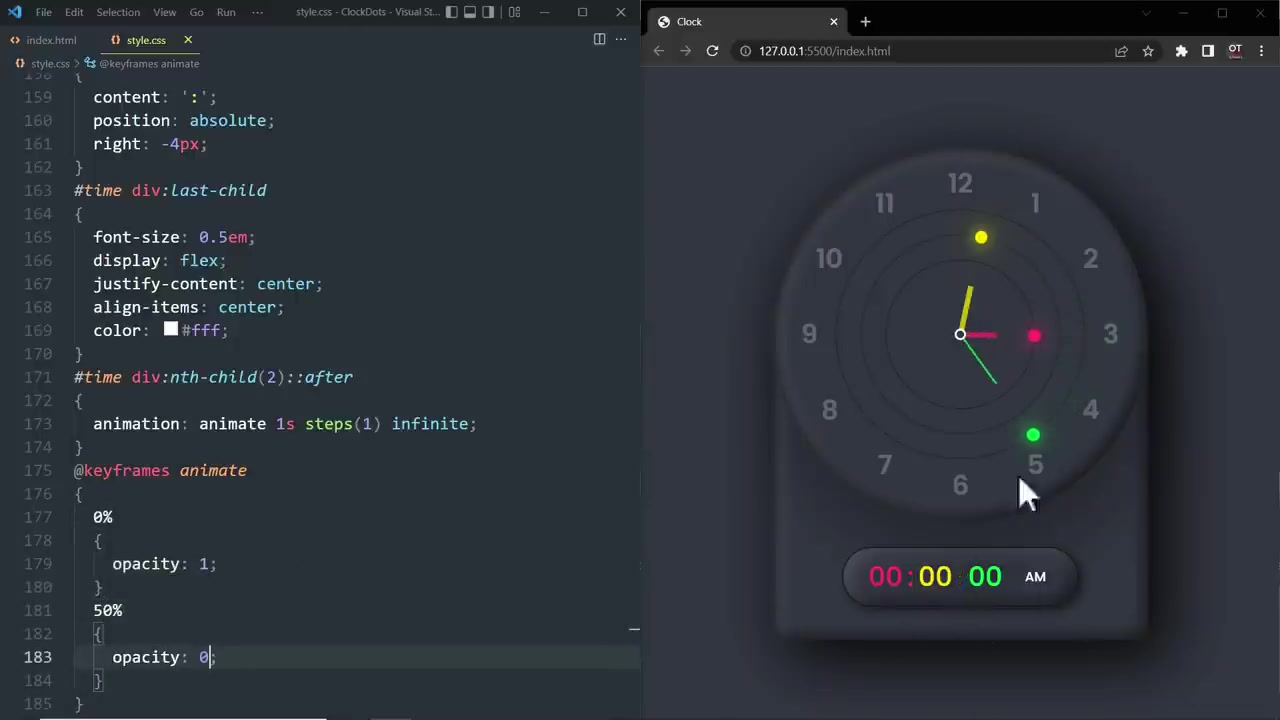 File Edit Selection View Go Run ··· style.css - ClockDots - Visual St...
index.html style.css ×
style.css > @keyframes animate
158 {
159 content: ':';
160 position: absolute;
161 right: -4px;
162 }
163 #time div:last-child
164 {
165 font-size: 0.5em;
166 display: flex;
167 justify-content: center;
168 align-items: center;
169 color: #fff;
170 }
171 #time div:nth-child(2)::after
172 {
173 animation: animate 1s steps(1) infinite;
174 }
175 @keyframes animate
176 {
177 0%
178 {
179 opacity: 1;
180 }
181 50%
182 {
183 opacity: 0;
184 }
185 }
Clock
127.0.0.1:5500/index.html
OT
12
11 1
10 2
9 3
8 4
7 5
6
00:00:00 AM